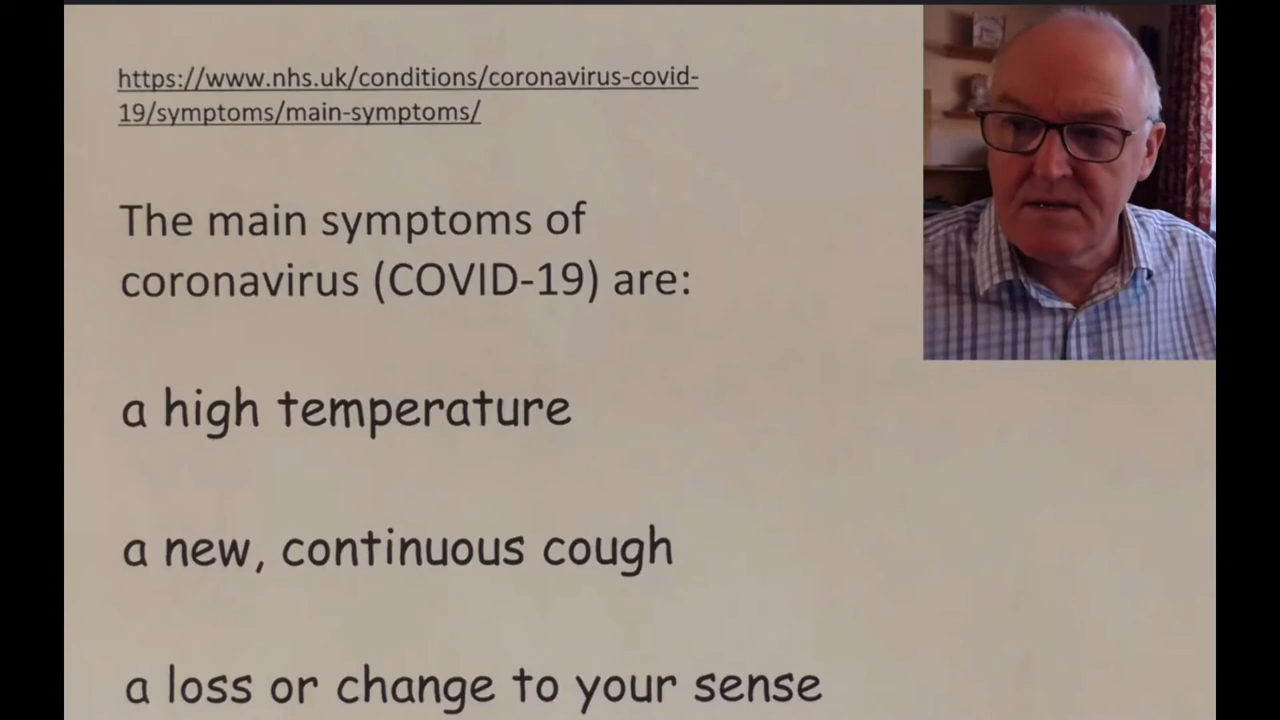 https://www.nhs.uk/conditions/coronavirus-covid-
19/symptoms/main-symptoms/
The main symptoms of
coronavirus (COVID-19) are:
a high temperature
a new, continuous cough
a loss or change to your sense